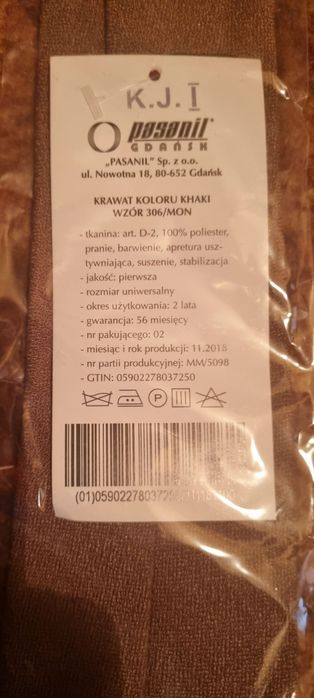 K.J. I
pasanil
GDAŃSK
„PASANIL" Sp. z o.o.
ul. Nowotna 18, 80-652 Gdańsk
KRAWAT KOLORU KHAKI
WZÓR 306/MON
- tkanina: art. D-2, 100% poliester,
pranie, barwienie, apretura usz-
tywniająca, suszenie, stabilizacja
- jakość: pierwsza
- rozmiar uniwersalny
- okres użytkowania: 2 lata
- gwarancja: 56 miesięcy
- nr pakującego: 02
- miesiąc i rok produkcji: 11.2018
- nr partii produkcyjnej: MM/5098
- GTIN: 05902278037250
P